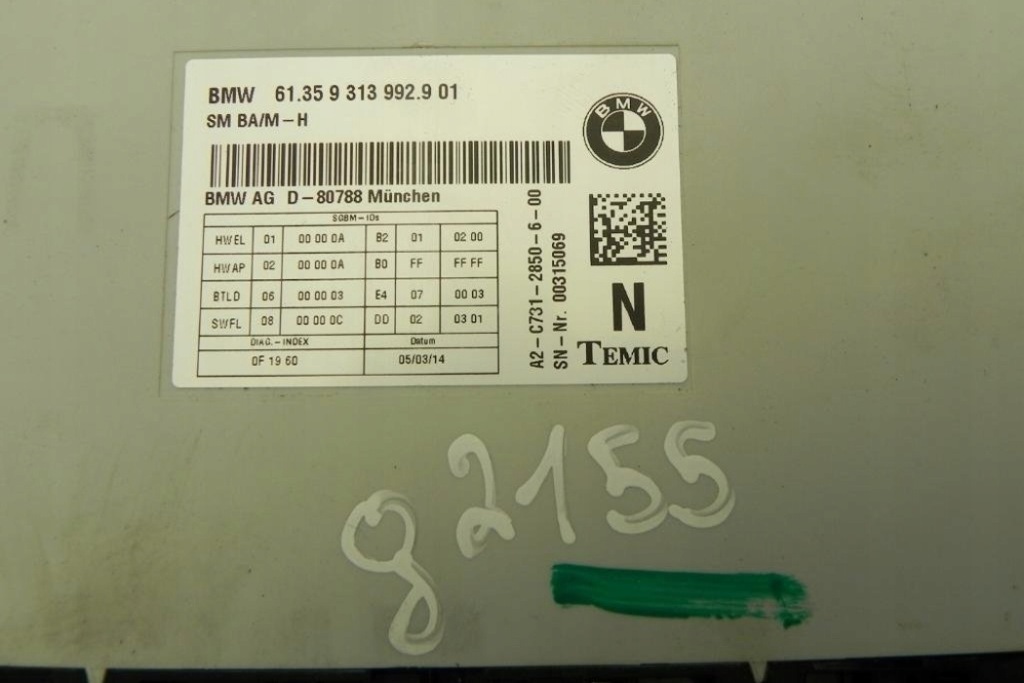 BMW 61.35 9 313 992.9 01
SM BA/M-H
BMW
BMW AG D-80788 München
SGBM-IDs
HWEL 01 00 00 0A B2 01 02 00
HWAP 02 00 00 0A B0 FF FF FF
BTLD 06 00 00 03 E4 07 00 03
SWFL 08 00 00 0C DD 02 03 01
DIAG.-INDEX Datum
0F 19 60 05/03/14
A2-C731-2850-6-00
SN-Nr. 00315069
N
TEMIC
92155